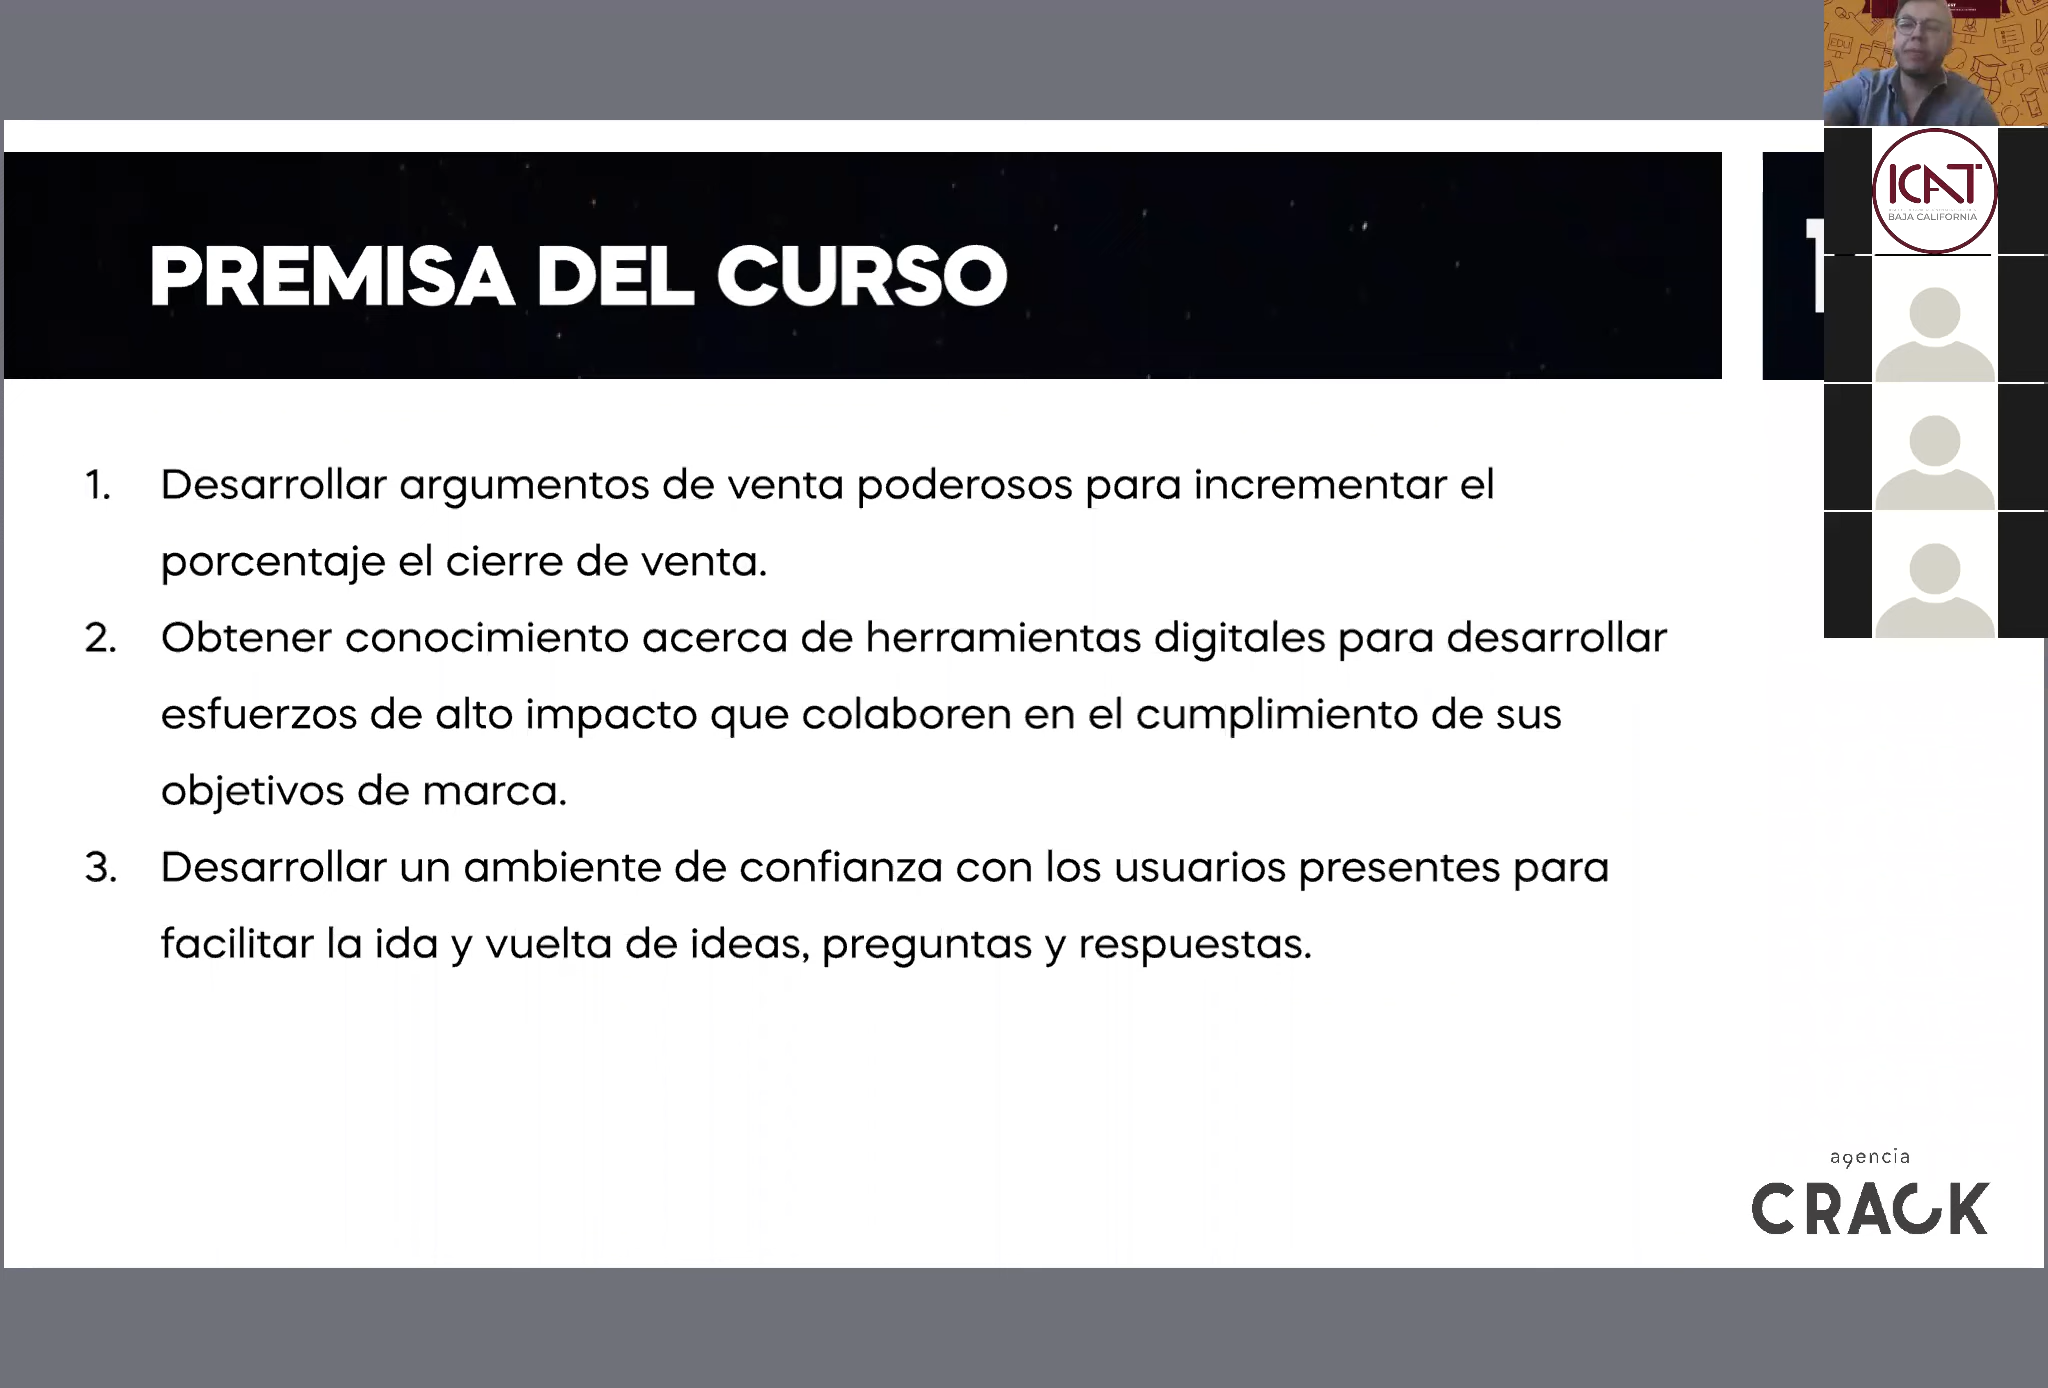 PREMISA DEL CURSO
1. Desarrollar argumentos de venta poderosos para incrementar el
porcentaje el cierre de venta.
2. Obtener conocimiento acerca de herramientas digitales para desarrollar
esfuerzos de alto impacto que colaboren en el cumplimiento de sus
objetivos de marca.
3. Desarrollar un ambiente de confianza con los usuarios presentes para
facilitar la ida y vuelta de ideas, preguntas y respuestas.
EDU
ICAT
BAJA CALIFORNIA
agencia
CRACK